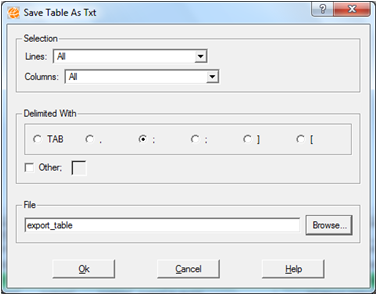 Save Table As Txt
?
Selection
Lines: All
Columns: All
Delimited With
TAB , ; ; ] [
Other;
File
export_table Browse...
Ok Cancel Help